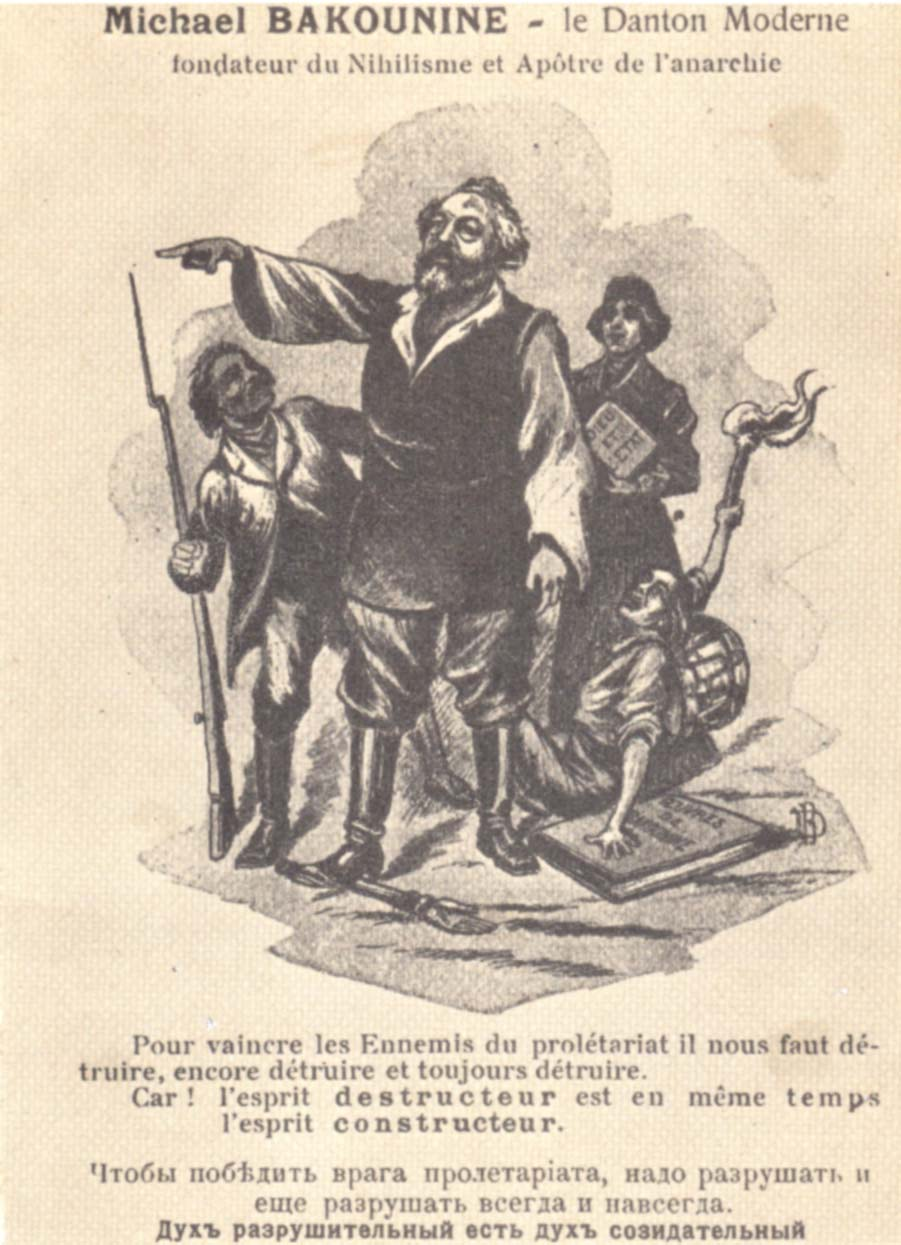 Michael BAKOUNINE - le Danton Moderne
fondateur du Nihilisme et Apôtre de l'anarchie
Pour vaincre les Ennemis du prolétariat il nous faut dé-
truire, encore détruire et toujours détruire.
Car ! l'esprit destructeur est en même temps
l'esprit constructeur.
Чтобы побѣдить врага пролетаріата, надо разрушать и
еще разрушать всегда и навсегда.
Духъ разрушительный есть духъ созидательный